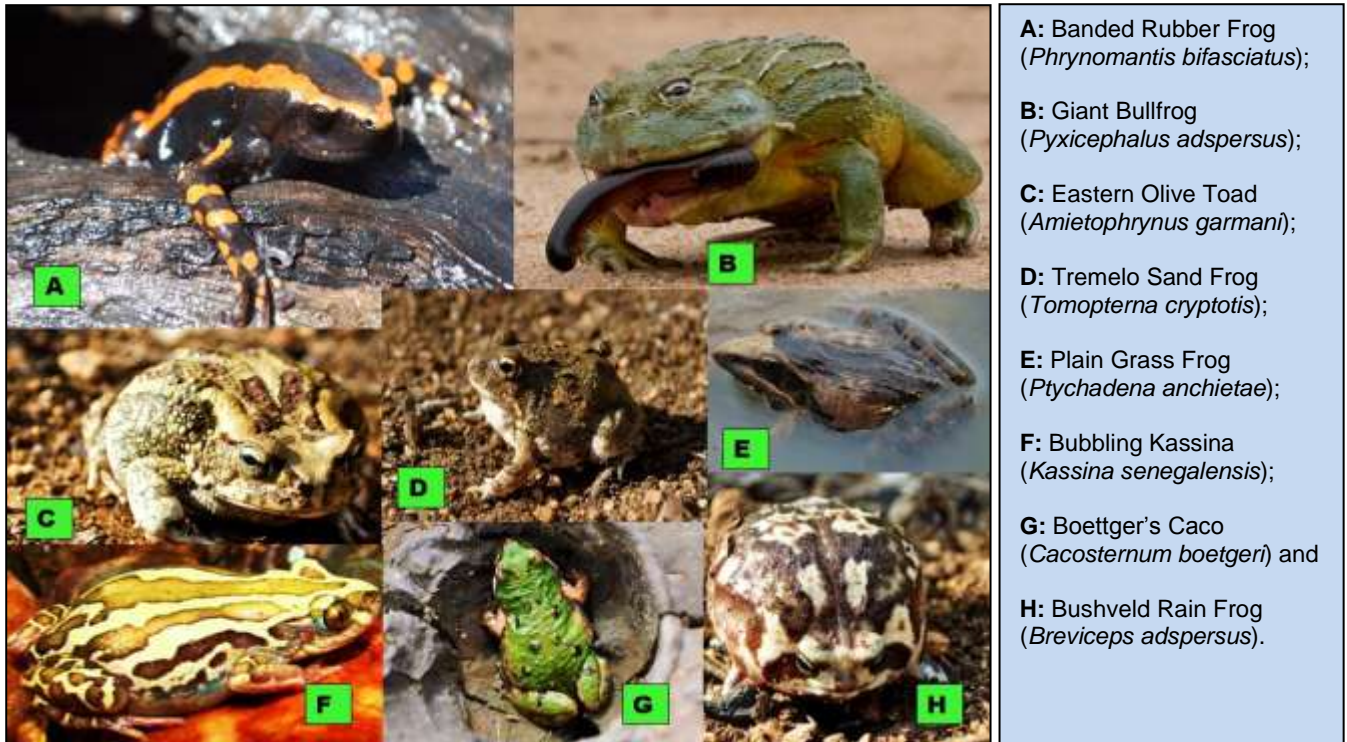 A
B
C
D
E
F
G
H
A: Banded Rubber Frog
(Phrynomantis bifasciatus);
B: Giant Bullfrog
(Pyxicephalus adspersus);
C: Eastern Olive Toad
(Amietophrynus garmani);
D: Tremelo Sand Frog
(Tomopterna cryptotis);
E: Plain Grass Frog
(Ptychadena anchietae);
F: Bubbling Kassina
(Kassina senegalensis);
G: Boettger's Caco
(Cacosternum boetgeri) and
H: Bushveld Rain Frog
(Breviceps adspersus).